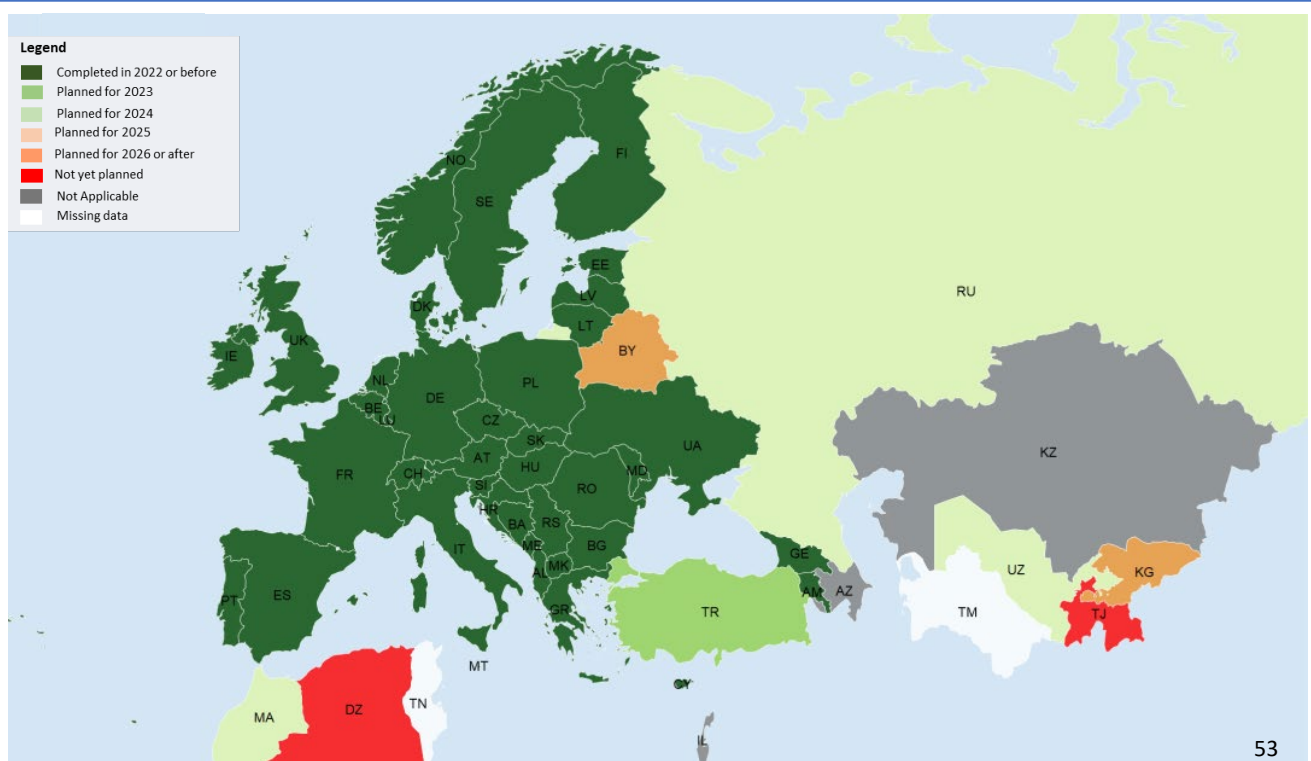 Legend
Completed in 2022 or before
Planned for 2023
Planned for 2024
Planned for 2025
Planned for 2026 or after
Not yet planned
Not Applicable
Missing data
NO
FI
SE
EE
LV
DK
LT
RU
IE
UK
BY
NL
PL
DE
BE
LU
CZ
SK
UA
KZ
FR
AT
HU
MD
CH
SI
RO
HR
BA
RS
IT
ME
BG
GE
MK
AL
UZ
KG
PT
ES
AM
AZ
GR
TR
TM
TJ
MT
CY
MA
DZ
TN
IL
53